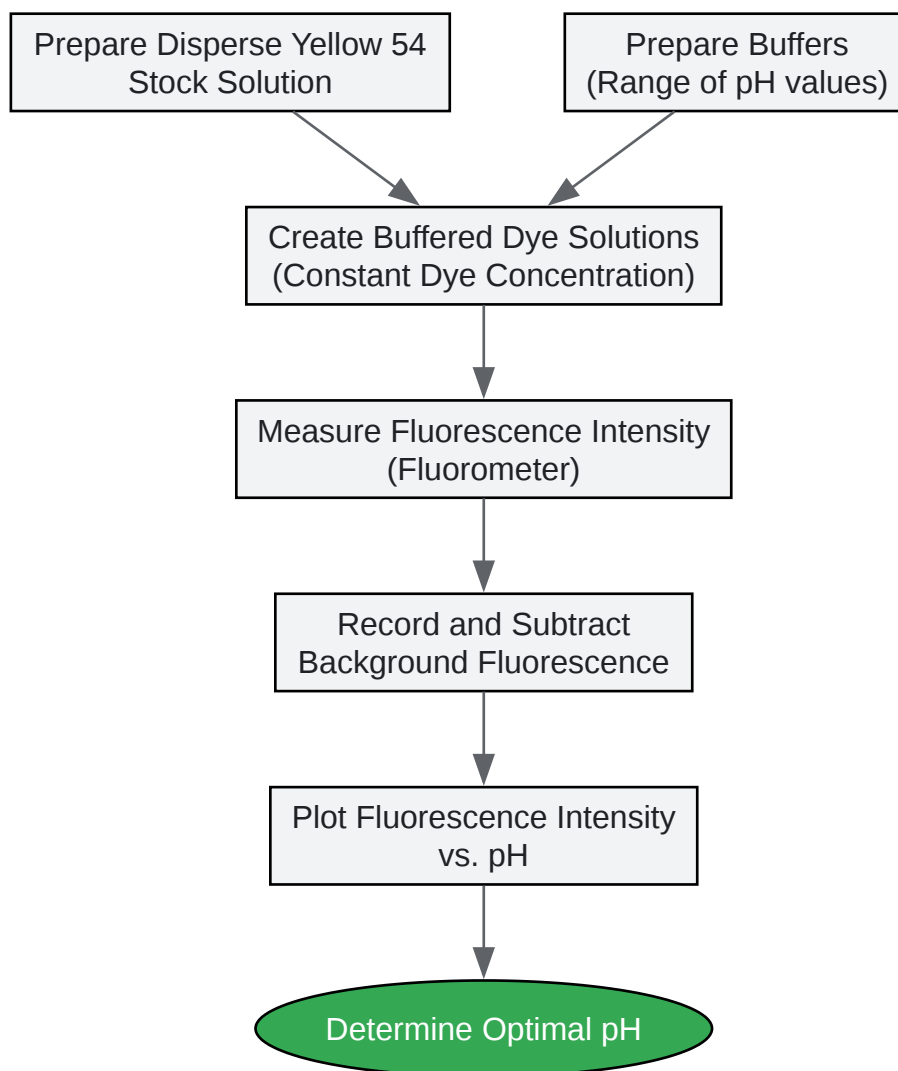 Prepare Disperse Yellow 54
Stock Solution
Prepare Buffers
(Range of pH values)
Create Buffered Dye Solutions
(Constant Dye Concentration)
Measure Fluorescence Intensity
(Fluorometer)
Record and Subtract
Background Fluorescence
Plot Fluorescence Intensity
vs. pH
Determine Optimal pH